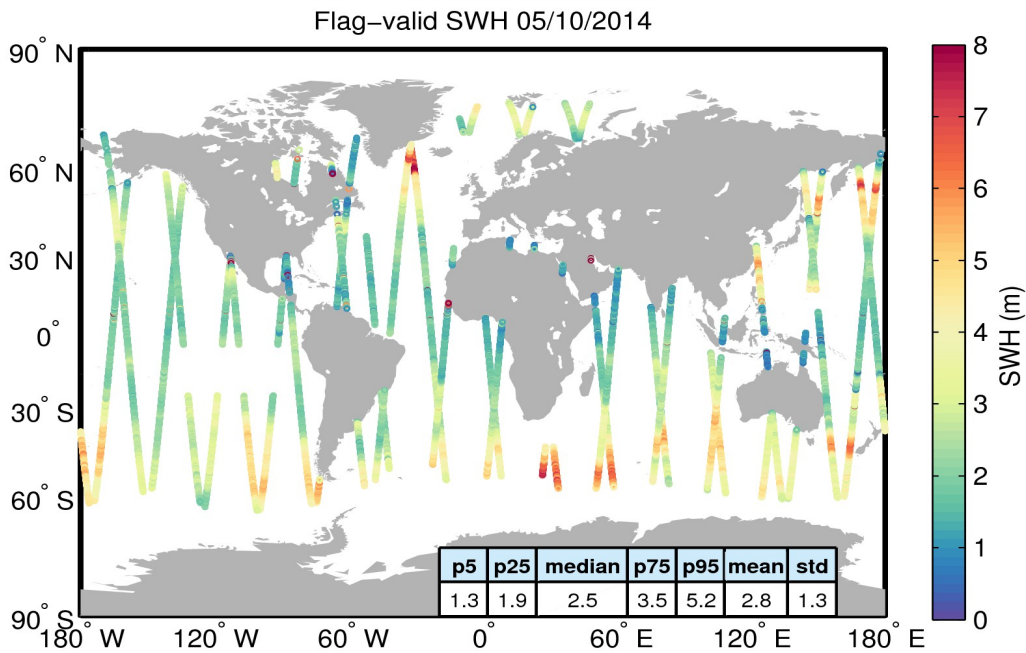 Flag−valid SWH 05/10/2014
90° N
60° N
30° N
0°
30° S
60° S
90° S
180° W
120° W
60° W
0°
60° E
120° E
180° E
p5 p25 median p75 p95 mean std
1.3 1.9 2.5 3.5 5.2 2.8 1.3
8
7
6
5
4
3
2
1
0
SWH (m)